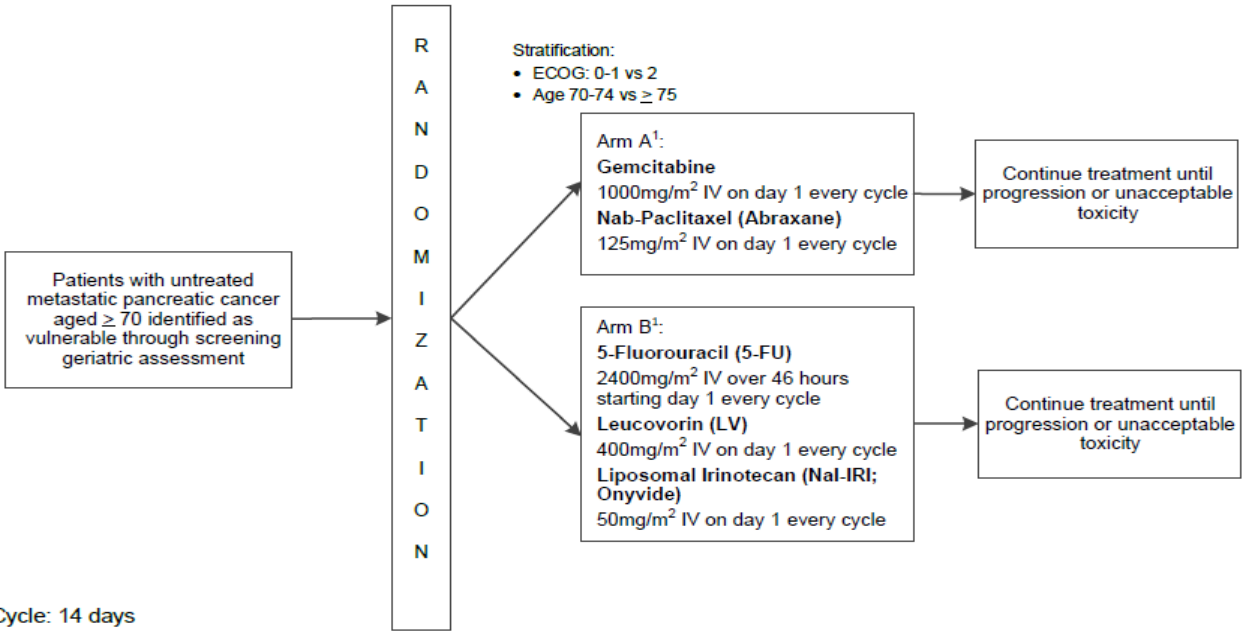 Patients with untreated
metastatic pancreatic cancer
aged ≥ 70 identified as
vulnerable through screening
geriatric assessment
R
A
N
D
O
M
I
Z
A
T
I
O
N
Stratification:
• ECOG: 0-1 vs 2
• Age 70-74 vs ≥ 75
Arm A¹:
Gemcitabine
1000mg/m² IV on day 1 every cycle
Nab-Paclitaxel (Abraxane)
125mg/m² IV on day 1 every cycle
Continue treatment until
progression or unacceptable
toxicity
Arm B¹:
5-Fluorouracil (5-FU)
2400mg/m² IV over 46 hours
starting day 1 every cycle
Leucovorin (LV)
400mg/m² IV on day 1 every cycle
Liposomal Irinotecan (Nal-IRI;
Onyvide)
50mg/m² IV on day 1 every cycle
Continue treatment until
progression or unacceptable
toxicity
Cycle: 14 days